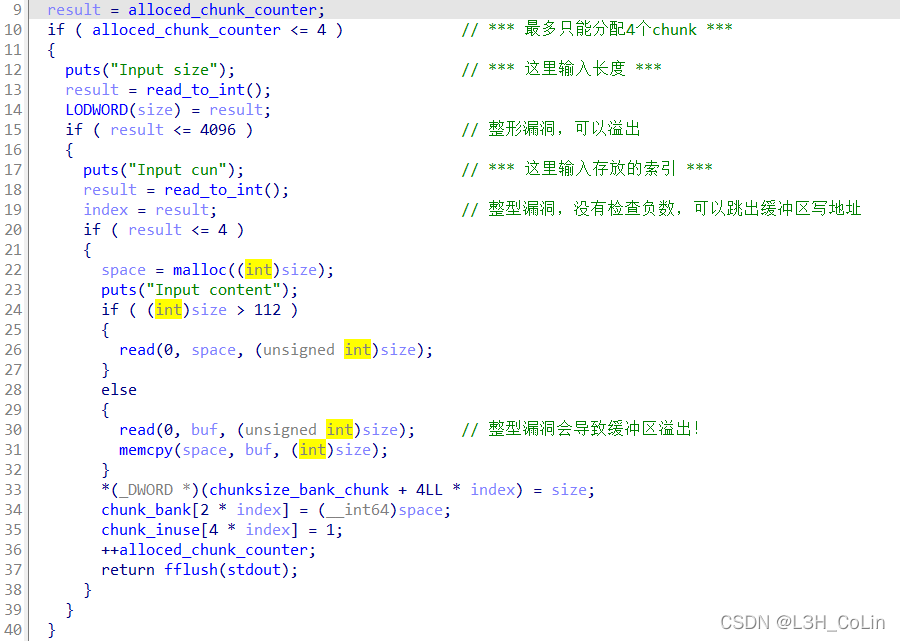 9 result = alloced_chunk_counter;
10 if ( alloced_chunk_counter <= 4 ) // *** 最多只能分配4个chunk ***
11 {
12 puts("Input size"); // *** 这里输入长度 ***
13 result = read_to_int();
14 LODWORD(size) = result;
15 if ( result <= 4096 ) // 整形漏洞，可以溢出
16 {
17 puts("Input cun"); // *** 这里输入存放的索引 ***
18 result = read_to_int();
19 index = result; // 整型漏洞，没有检查负数，可以跳出缓冲区写地址
20 if ( result <= 4 )
21 {
22 space = malloc((int)size);
23 puts("Input content");
24 if ( (int)size > 112 )
25 {
26 read(0, space, (unsigned int)size);
27 }
28 else
29 {
30 read(0, buf, (unsigned int)size); // 整型漏洞会导致缓冲区溢出！
31 memcpy(space, buf, (int)size);
32 }
33 *(_DWORD *)(chunksize_bank_chunk + 4LL * index) = size;
34 chunk_bank[2 * index] = (__int64)space;
35 chunk_inuse[4 * index] = 1;
36 ++alloced_chunk_counter;
37 return fflush(stdout);
38 }
39 }
40 }
CSDN @L3H_CoLin